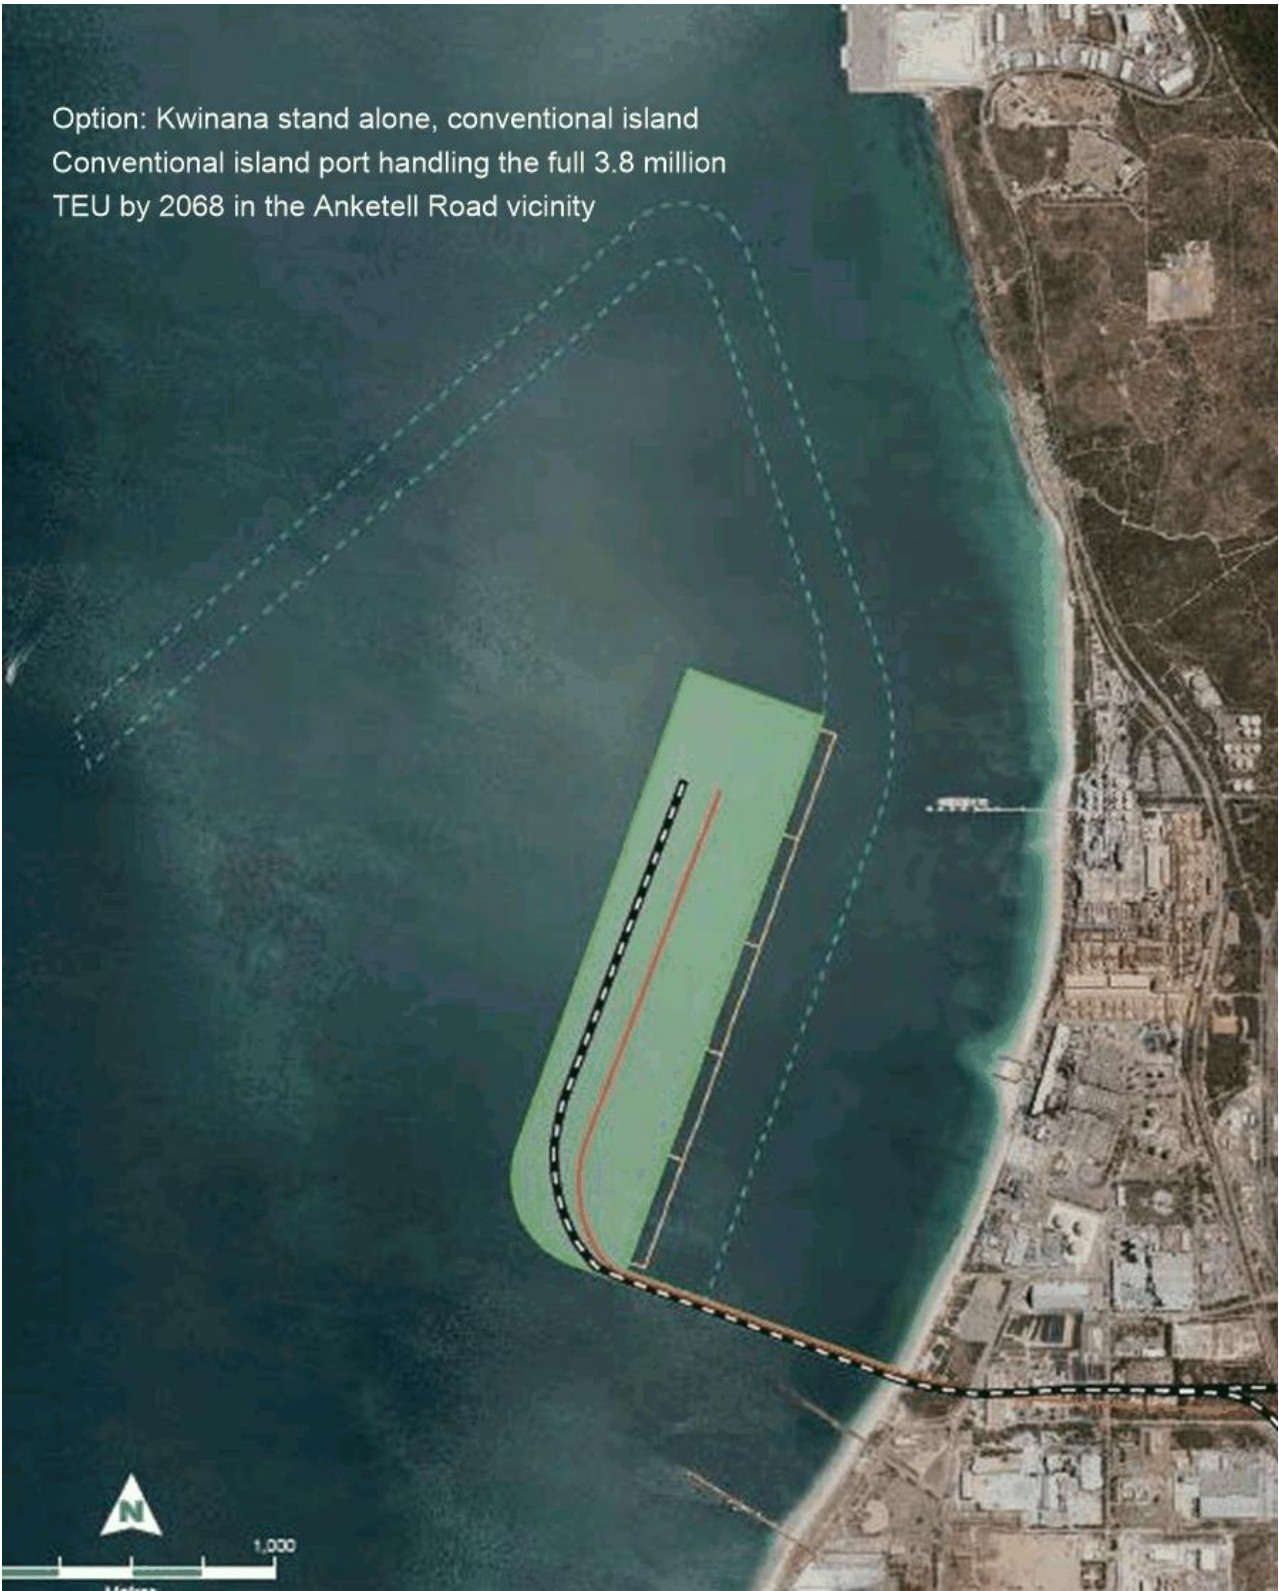 Option: Kwinana stand alone, conventional island
Conventional island port handling the full 3.8 million
TEU by 2068 in the Anketell Road vicinity
N
1,000